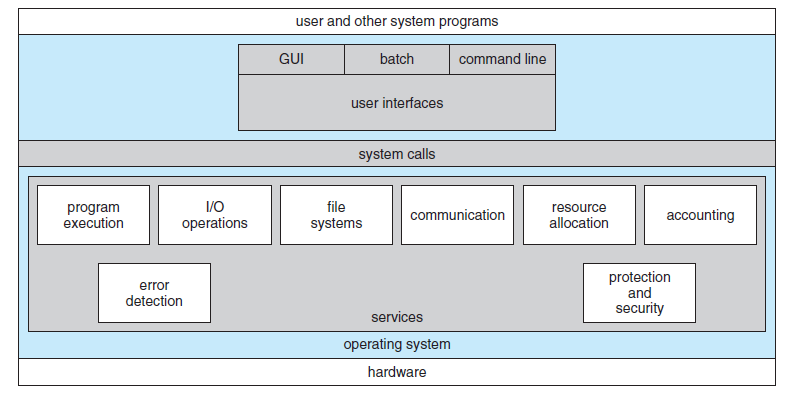 user and other system programs
GUI
batch
command line
user interfaces
system calls
program
execution
I/O
operations
file
systems
communication
resource
allocation
accounting
error
detection
protection
and
security
services
operating system
hardware